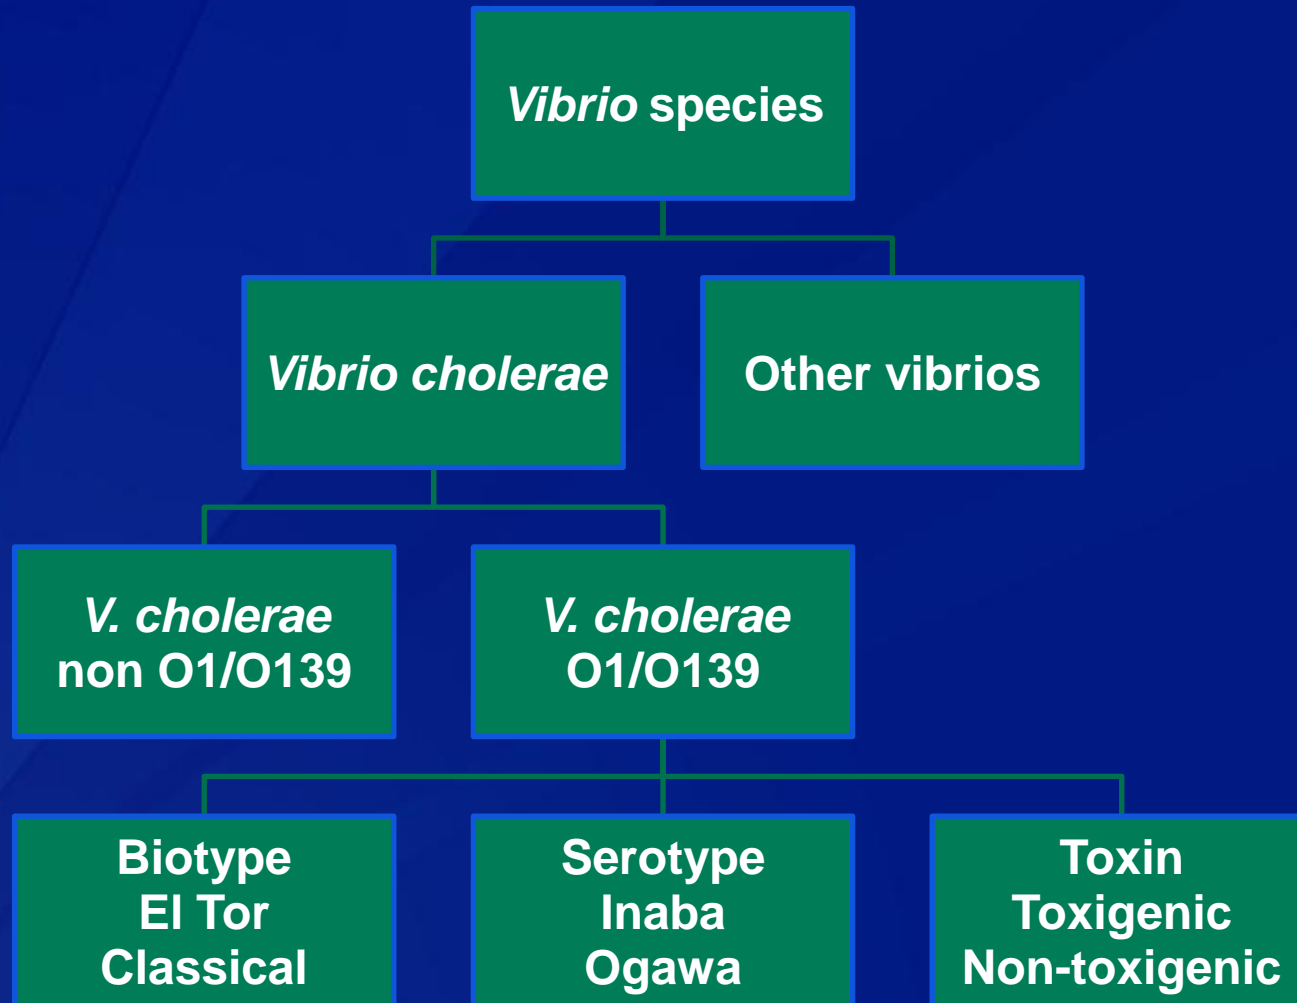 Vibrio species
Vibrio cholerae
Other vibrios
V. cholerae
non O1/O139
V. cholerae
O1/O139
Biotype
El Tor
Classical
Serotype
Inaba
Ogawa
Toxin
Toxigenic
Non-toxigenic